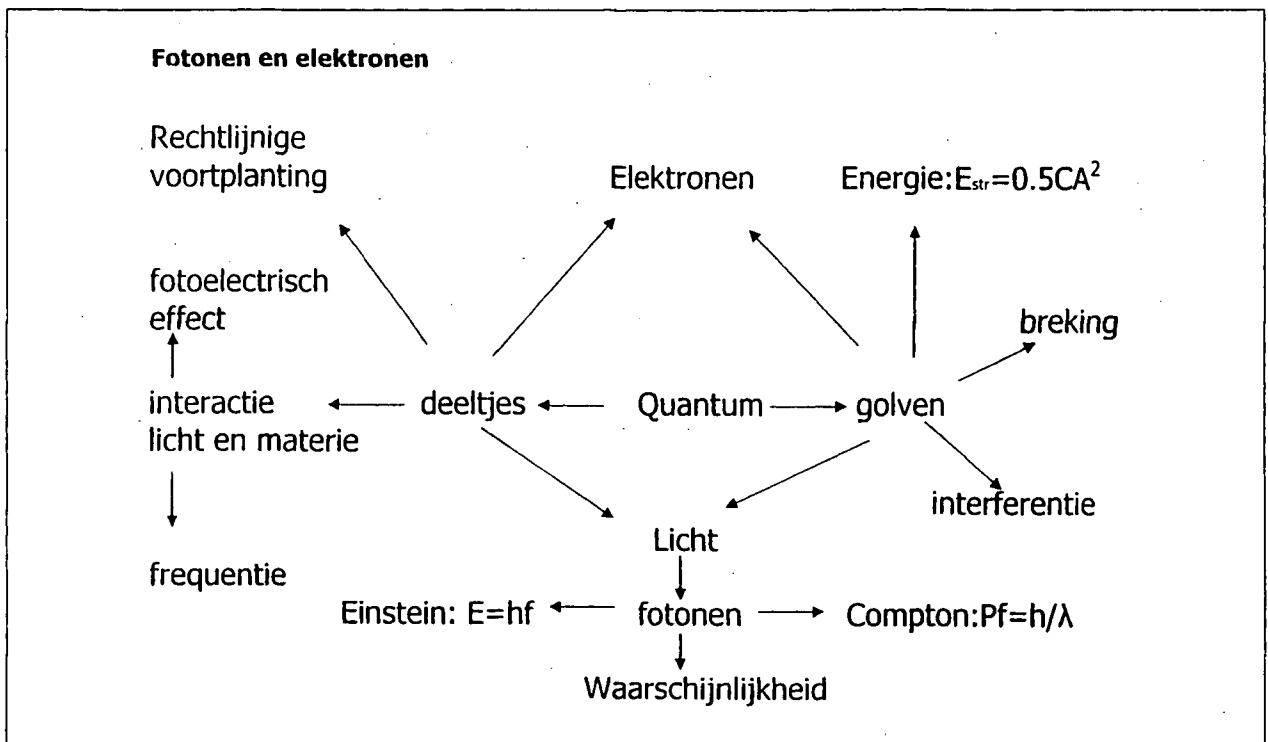 Fotonen en elektronen
Rechtlijnige
voortplanting
Elektronen
Energie:Estr=0.5CA²
fotoelectrisch
effect
breking
interactie
licht en materie
deeltjes
Quantum
golven
interferentie
Licht
frequentie
Einstein: E=hf
fotonen
Compton:Pf=h/λ
Waarschijnlijkheid